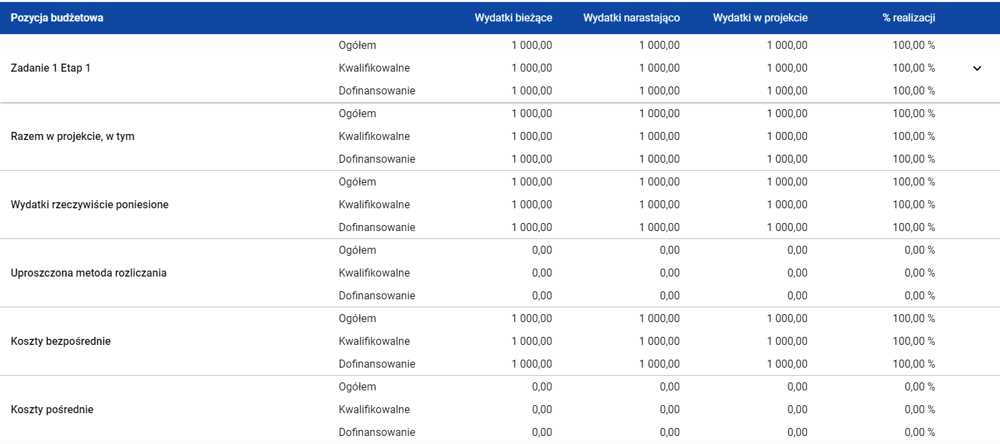 Pozycja budżetowa Wydatki bieżące Wydatki narastająco Wydatki w projekcie % realizacji
Ogółem 1 000,00 1 000,00 1 000,00 100,00 %
Zadanie 1 Etap 1 Kwalifikowalne 1 000,00 1 000,00 1 000,00 100,00 %
Dofinansowanie 1 000,00 1 000,00 1 000,00 100,00 %
Ogółem 1 000,00 1 000,00 1 000,00 100,00 %
Razem w projekcie, w tym Kwalifikowalne 1 000,00 1 000,00 1 000,00 100,00 %
Dofinansowanie 1 000,00 1 000,00 1 000,00 100,00 %
Ogółem 1 000,00 1 000,00 1 000,00 100,00 %
Wydatki rzeczywiście poniesione Kwalifikowalne 1 000,00 1 000,00 1 000,00 100,00 %
Dofinansowanie 1 000,00 1 000,00 1 000,00 100,00 %
Ogółem 0,00 0,00 0,00 0,00 %
Uproszczona metoda rozliczania Kwalifikowalne 0,00 0,00 0,00 0,00 %
Dofinansowanie 0,00 0,00 0,00 0,00 %
Ogółem 1 000,00 1 000,00 1 000,00 100,00 %
Koszty bezpośrednie Kwalifikowalne 1 000,00 1 000,00 1 000,00 100,00 %
Dofinansowanie 1 000,00 1 000,00 1 000,00 100,00 %
Ogółem 0,00 0,00 0,00 0,00 %
Koszty pośrednie Kwalifikowalne 0,00 0,00 0,00 0,00 %
Dofinansowanie 0,00 0,00 0,00 0,00 %